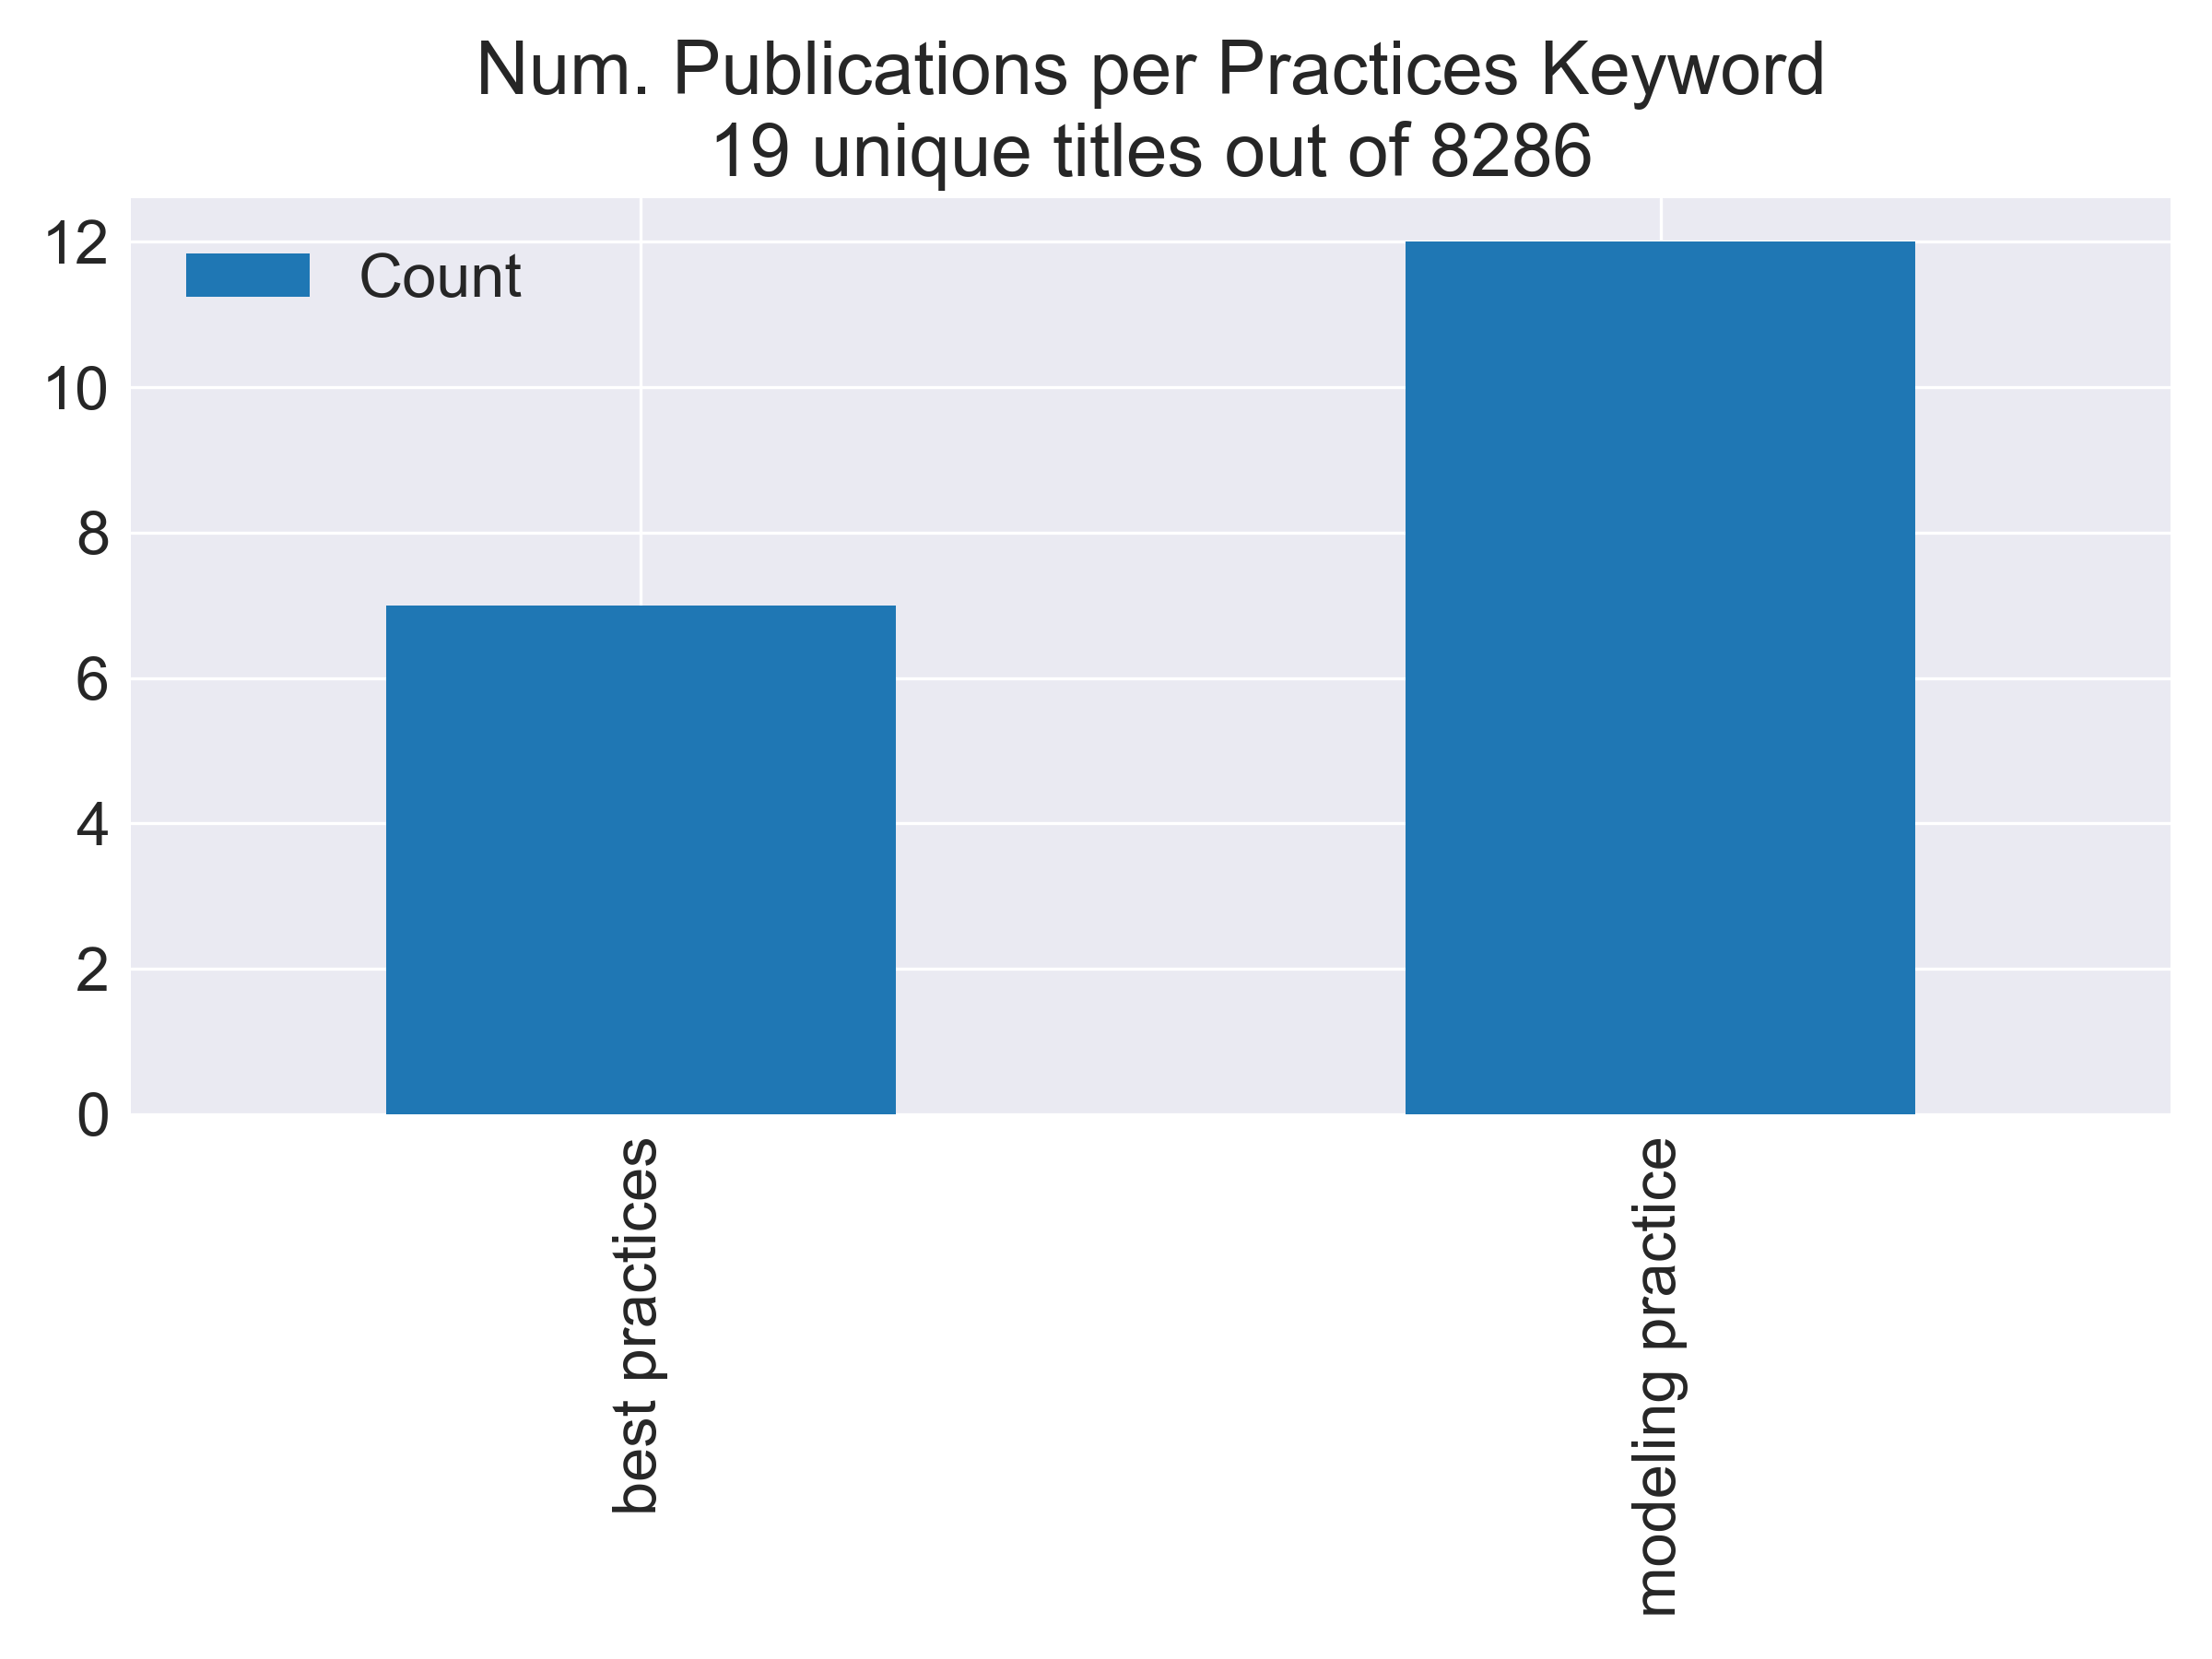 Num. Publications per Practices Keyword
19 unique titles out of 8286
12
10
8
6
4
2
0
Count
best practices
modeling practice